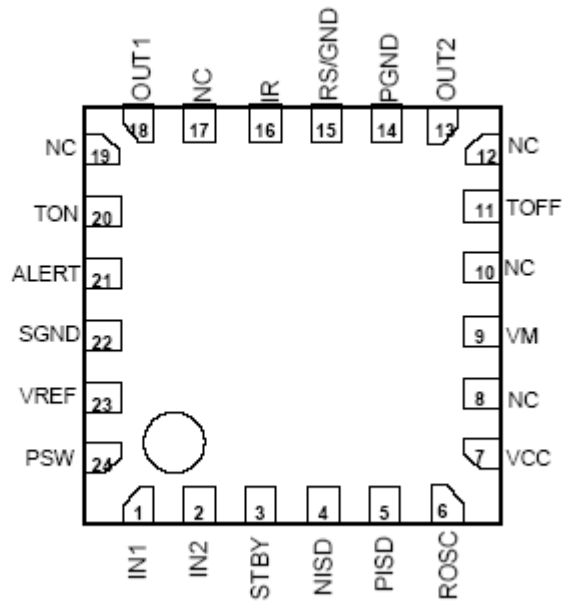 OUT1 NC IR RS/GND PGND OUT2
18 17 16 15 14 13
NC 19 12 NC
TON 20 11 TOFF
ALERT 21 10 NC
SGND 22 9 VM
VREF 23 8 NC
PSW 24 7 VCC
1 2 3 4 5 6
IN1 IN2 STBY NISD PISD ROSC